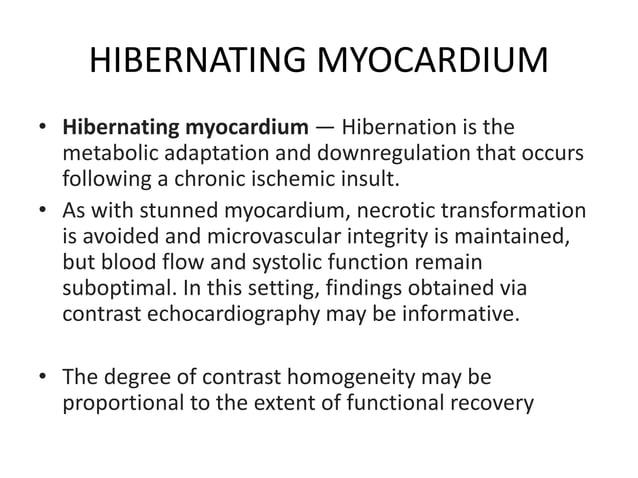 HIBERNATING MYOCARDIUM
• Hibernating myocardium — Hibernation is the
metabolic adaptation and downregulation that occurs
following a chronic ischemic insult.
• As with stunned myocardium, necrotic transformation
is avoided and microvascular integrity is maintained,
but blood flow and systolic function remain
suboptimal. In this setting, findings obtained via
contrast echocardiography may be informative.
• The degree of contrast homogeneity may be
proportional to the extent of functional recovery